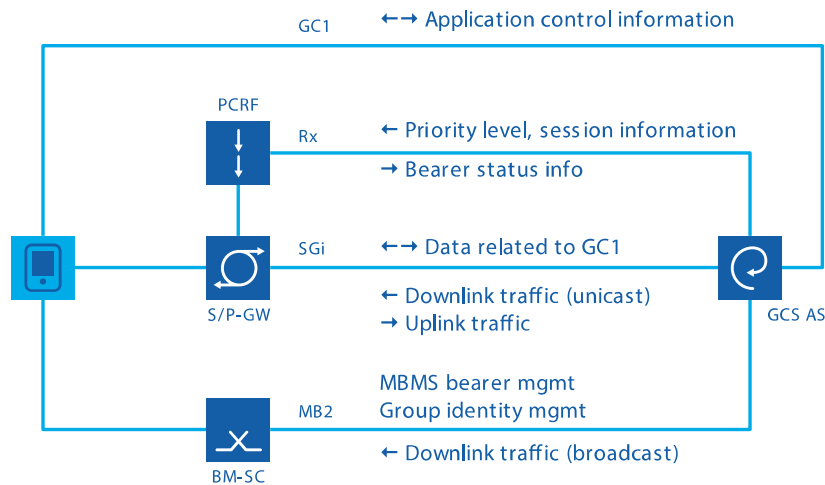 GC1 ←→ Application control information
PCRF
Rx ← Priority level, session information
→ Bearer status info
SGi ←→ Data related to GC1
← Downlink traffic (unicast)
S/P-GW → Uplink traffic GCS AS
MBMS bearer mgmt
MB2 Group identity mgmt
← Downlink traffic (broadcast)
BM-SC